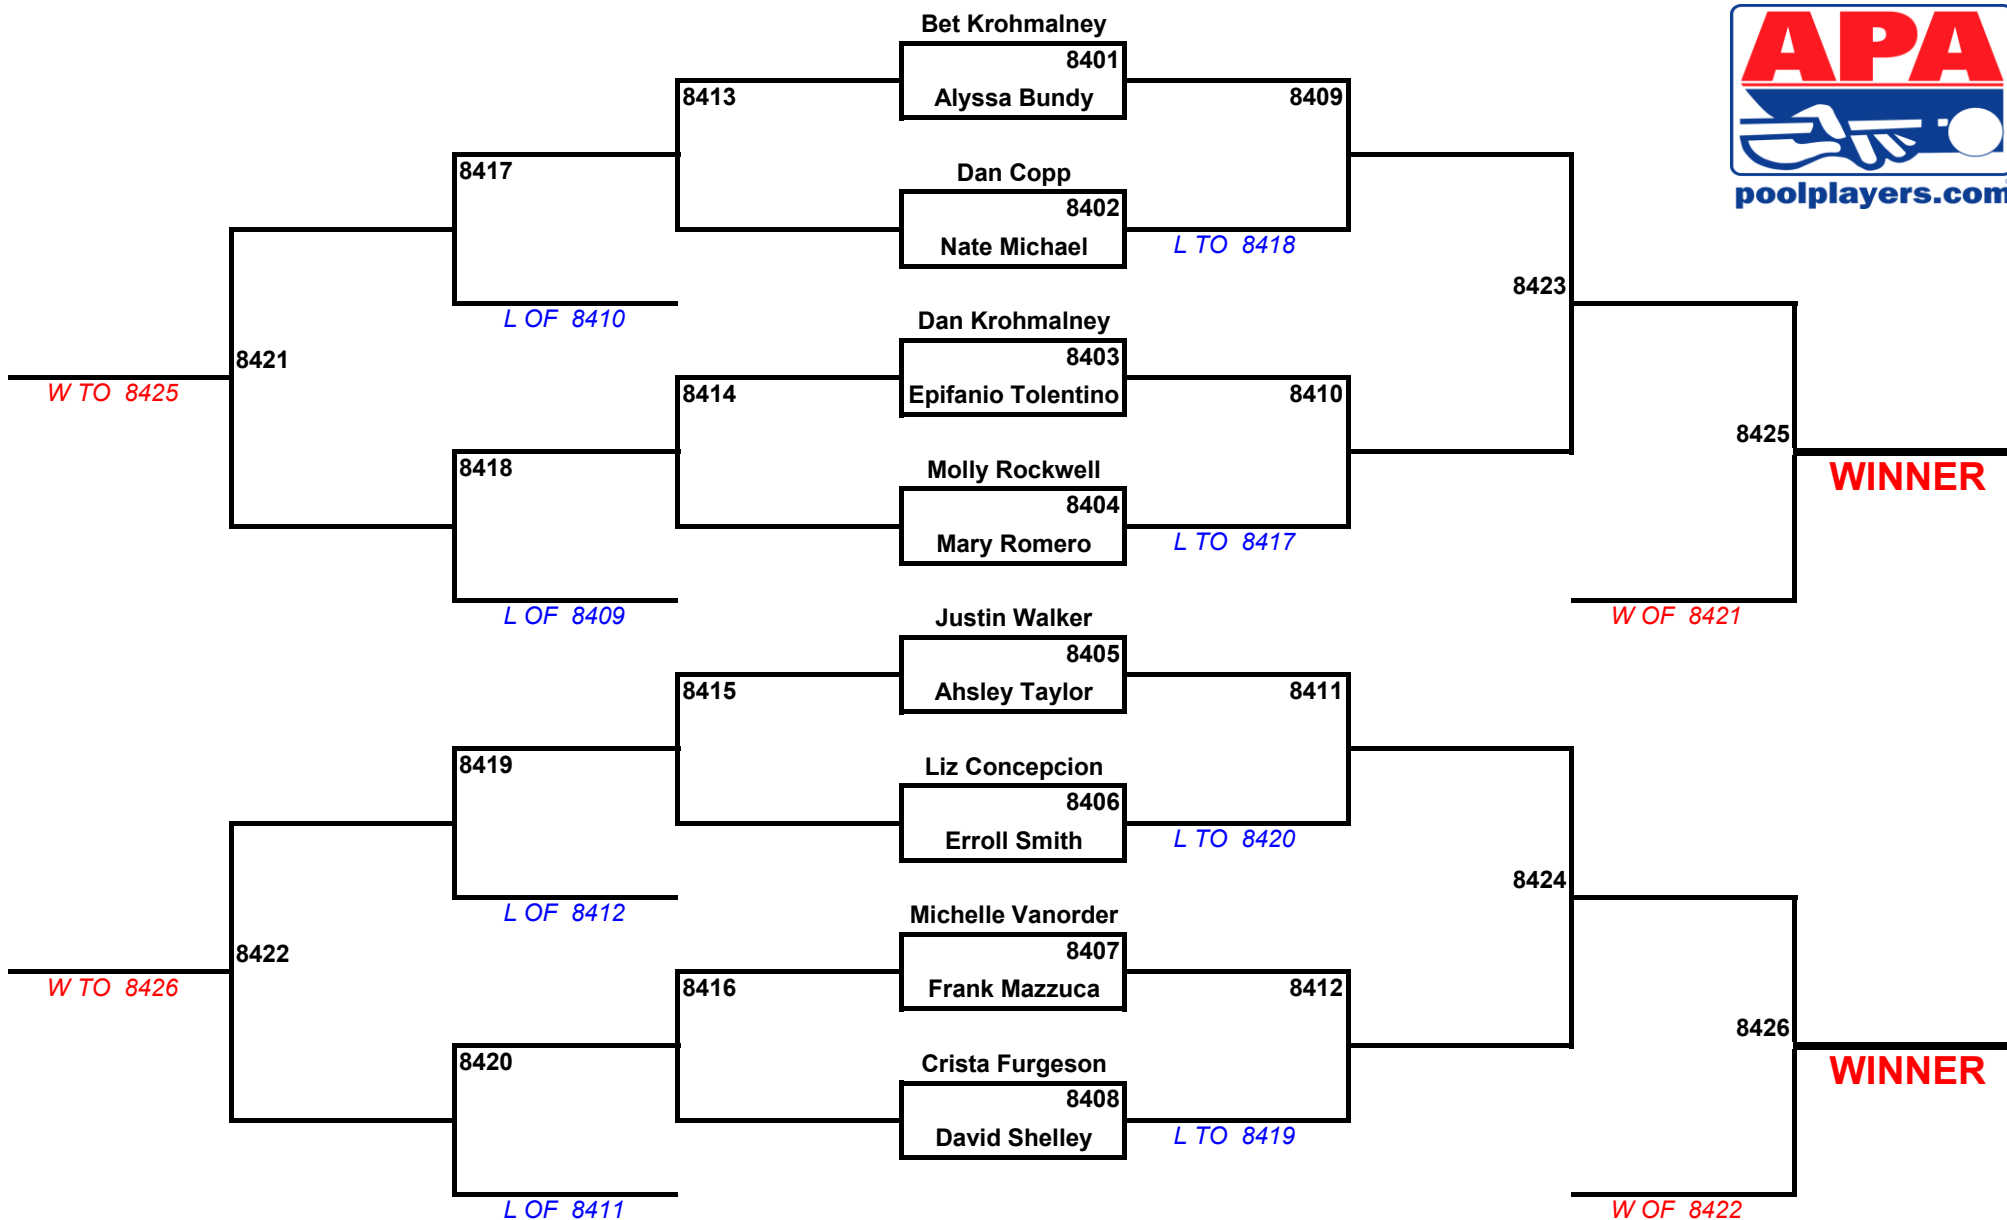 Bet Krohmalney
8401
Alyssa Bundy
8413
8409
APA
poolplayers.com
8417
Dan Copp
8402
Nate Michael
L TO 8418
8423
L OF 8410
Dan Krohmalney
8403
Epifanio Tolentino
8421
W TO 8425
8414
8410
8425
WINNER
8418
Molly Rockwell
8404
Mary Romero
L TO 8417
L OF 8409
W OF 8421
Justin Walker
8405
Ahsley Taylor
8415
8411
8419
Liz Concepcion
8406
Erroll Smith
L TO 8420
8424
L OF 8412
Michelle Vanorder
8407
Frank Mazzuca
8422
W TO 8426
8416
8412
8426
WINNER
8420
Crista Furgeson
8408
David Shelley
L TO 8419
L OF 8411
W OF 8422